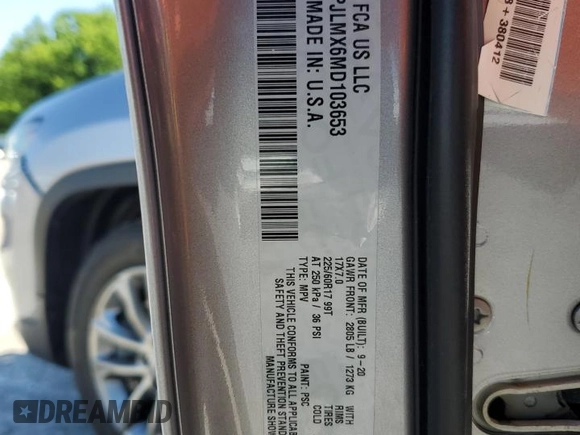 FCA US LLC
PJLMX6MD103653
MADE IN: U.S.A.
DATE OF MFR (BUILT): 9-20
GAWR FRONT: 2805 LB / 1273 KG WITH
17X7.0 RIMS
225/60R17 99T TIRES
AT 250 kPa / 36 PSI COLD
TYPE: MPV PAINT: PSC
THIS VEHICLE CONFORMS TO ALL APPLICAB
SAFETY AND THEFT PREVENTION STAND
MANUFACTURE SHOW
3 + 380412
DREAMBID